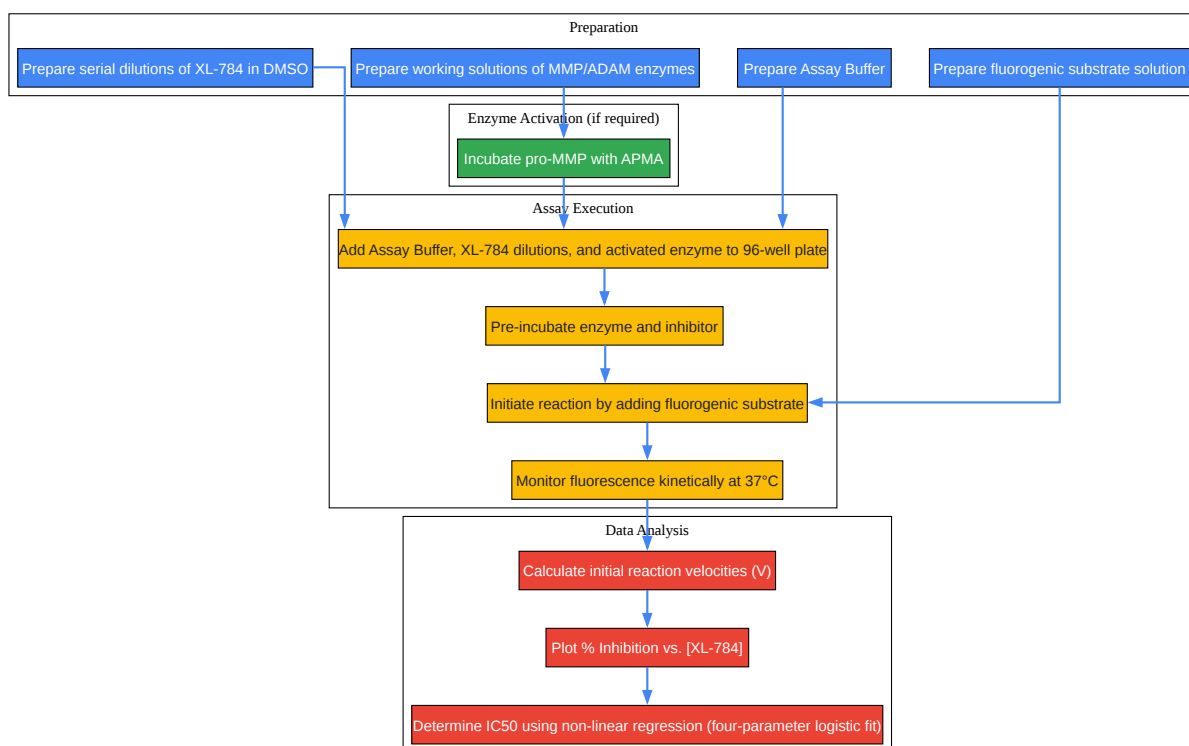 Preparation
Prepare serial dilutions of XL-784 in DMSO
Prepare working solutions of MMP/ADAM enzymes
Prepare Assay Buffer
Prepare fluorogenic substrate solution
Enzyme Activation (if required)
Incubate pro-MMP with APMA
Assay Execution
Add Assay Buffer, XL-784 dilutions, and activated enzyme to 96-well plate
Pre-incubate enzyme and inhibitor
Initiate reaction by adding fluorogenic substrate
Monitor fluorescence kinetically at 37°C
Data Analysis
Calculate initial reaction velocities (V)
Plot % Inhibition vs. [XL-784]
Determine IC50 using non-linear regression (four-parameter logistic fit)